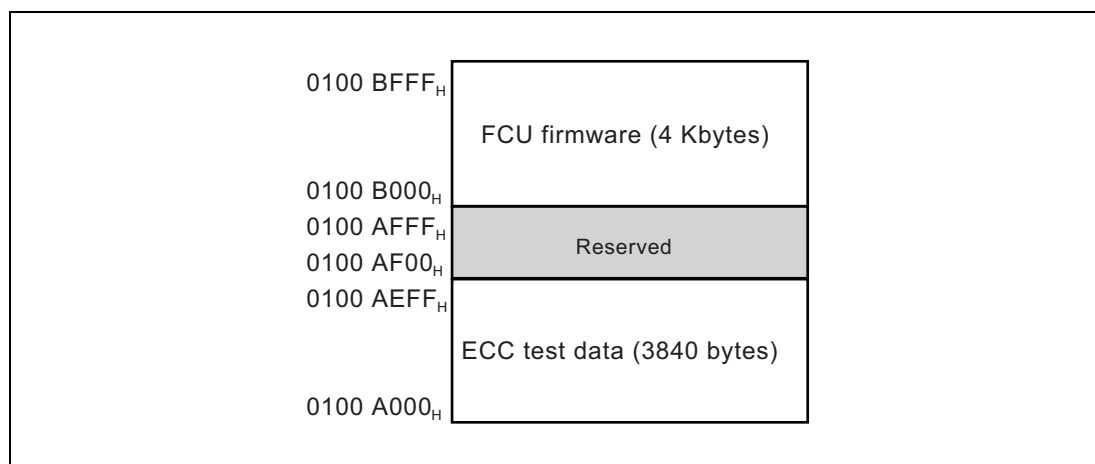 0100 BFFFH
FCU firmware (4 Kbytes)
0100 B000H
0100 AFFFH
Reserved
0100 AF00H
0100 AEFFH
ECC test data (3840 bytes)
0100 A000H